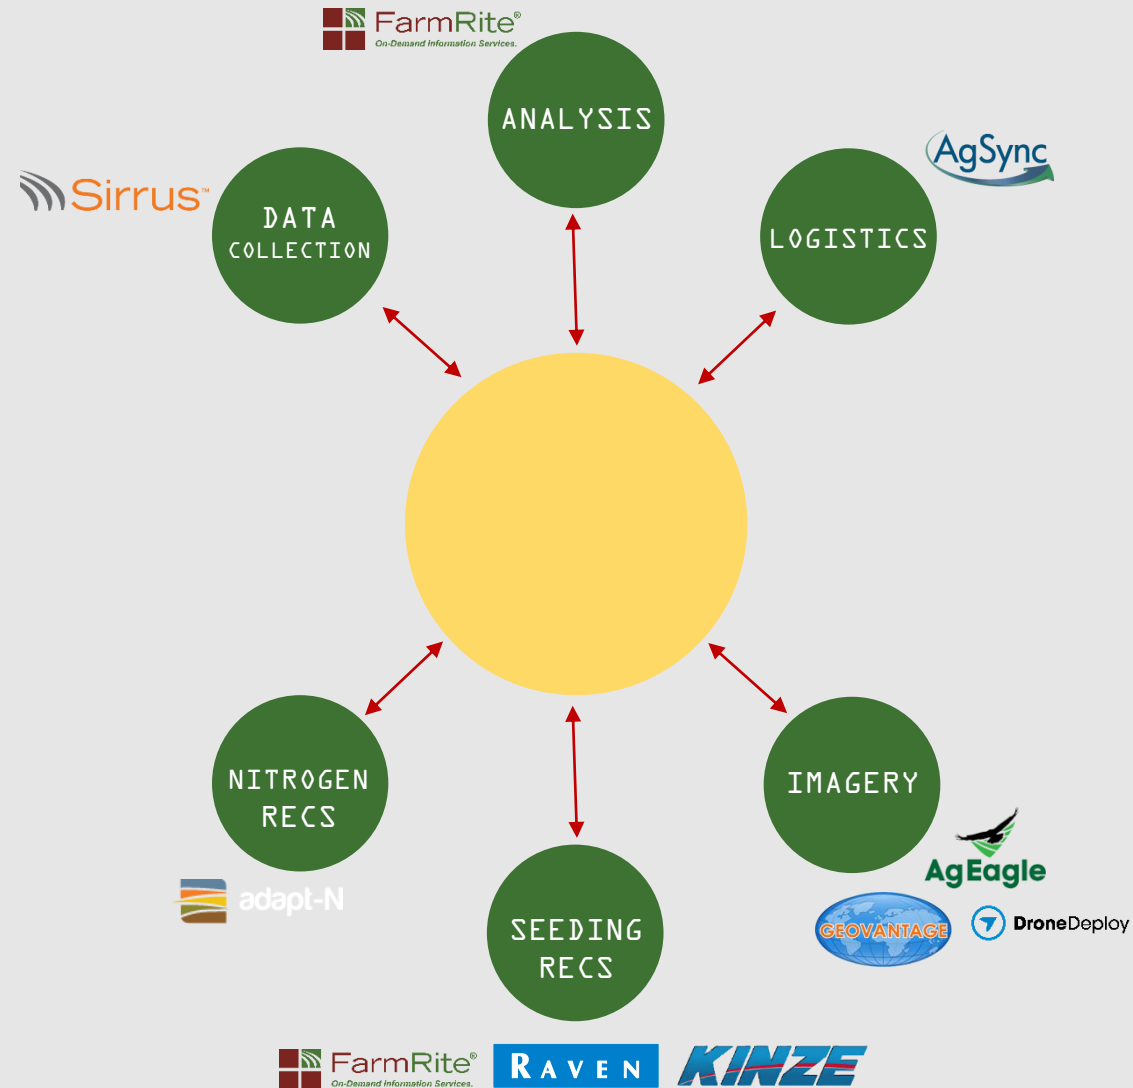 FarmRite®
On-Demand Information Services.
ANALYSIS
AgSync
Sirrus™
DATA
COLLECTION
LOGISTICS
NITROGEN
RECS
IMAGERY
AgEagle
adapt-N
GEOVANTAGE
DroneDeploy
SEEDING
RECS
FarmRite®
On-Demand Information Services.
RAVEN
KINZE